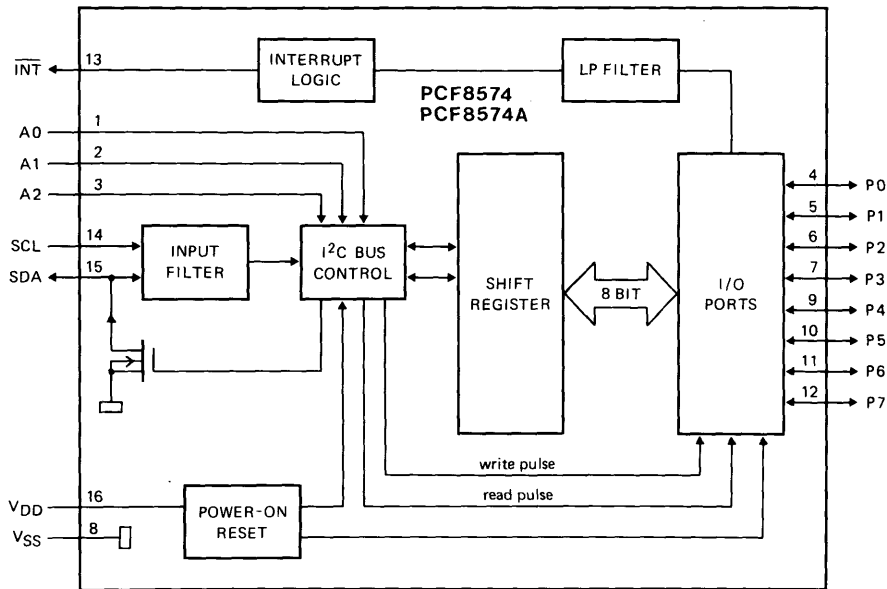 INT
13
INTERRUPT
LOGIC
LP FILTER
PCF8574
PCF8574A
A0
1
A1
2
A2
3
SCL
14
SDA
15
INPUT
FILTER
I²C BUS
CONTROL
SHIFT
REGISTER
8 BIT
I/O
PORTS
4
P0
5
P1
6
P2
7
P3
9
P4
10
P5
11
P6
12
P7
write pulse
read pulse
VDD
16
VSS
8
POWER-ON
RESET